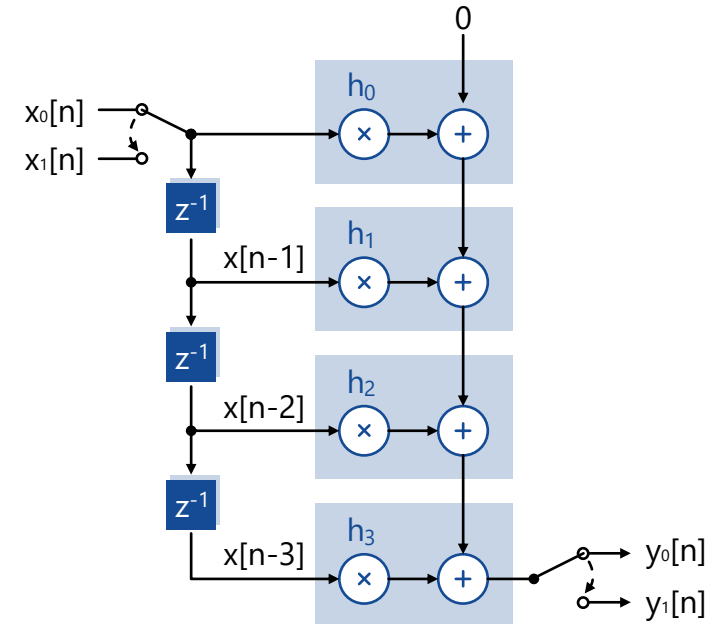 0
h₀
x₀[n]
×
+
x₁[n]
z⁻¹
h₁
x[n-1]
×
+
z⁻¹
h₂
x[n-2]
×
+
z⁻¹
h₃
x[n-3]
×
+
y₀[n]
y₁[n]